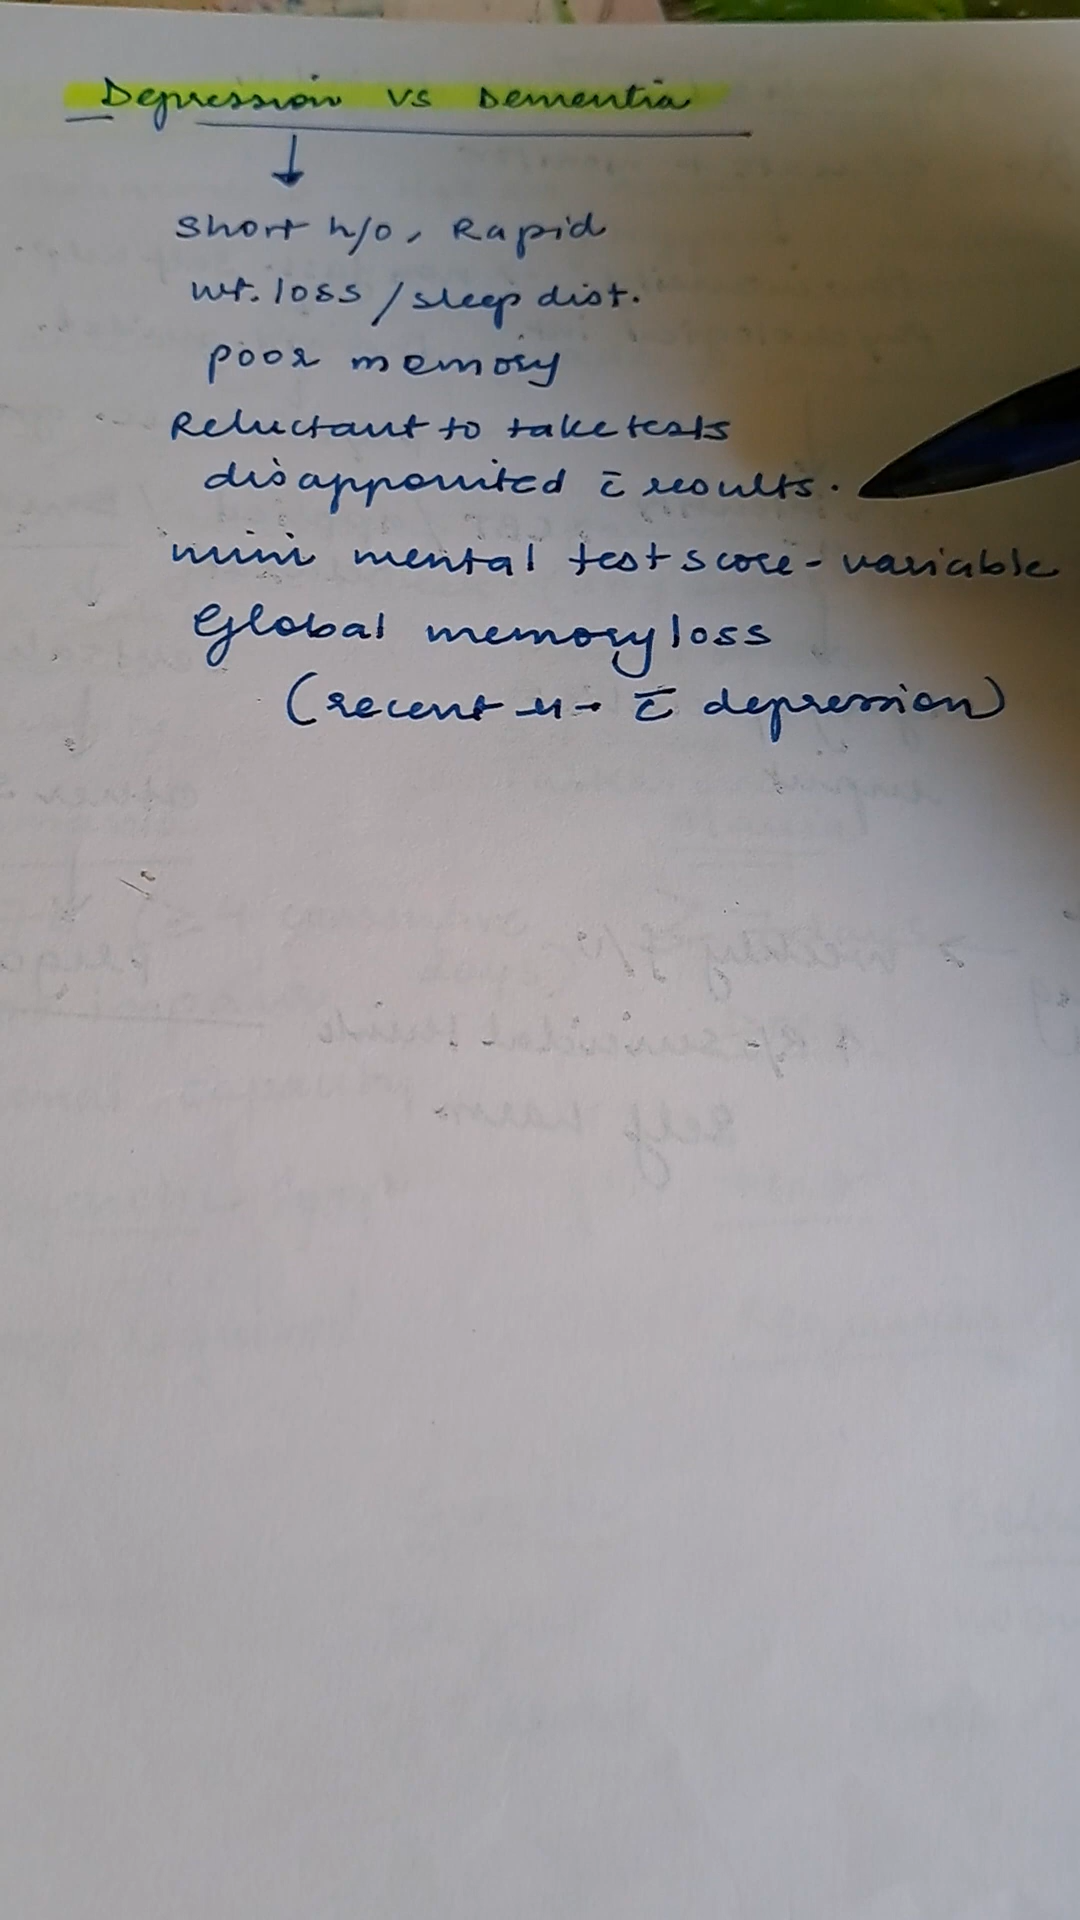 Depression vs Dementia
↓
Short h/o, Rapid
wt. loss / sleep dist.
poor memory
Reluctant to take tests
disappointed c̄ results.
mini mental test score - variable
Global memory loss
(recent c̄ depression)